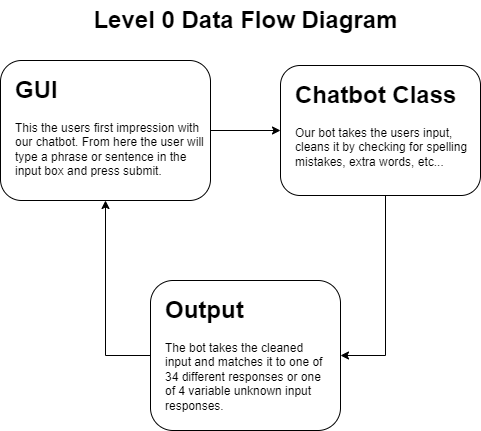 Level 0 Data Flow Diagram
GUI
This the users first impression with
our chatbot. From here the user will
type a phrase or sentence in the
input box and press submit.
Chatbot Class
Our bot takes the users input,
cleans it by checking for spelling
mistakes, extra words, etc...
Output
The bot takes the cleaned
input and matches it to one of
34 different responses or one
of 4 variable unknown input
responses.